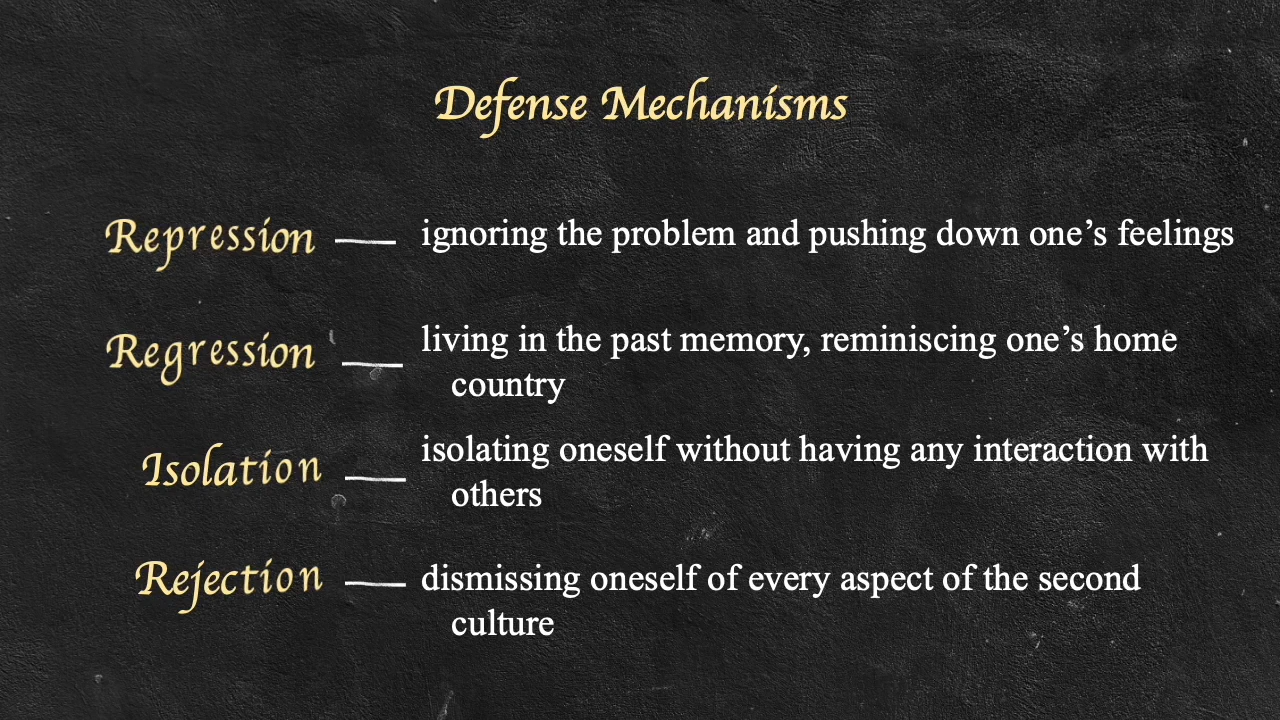 Defense Mechanisms
Repression — ignoring the problem and pushing down one’s feelings
Regression — living in the past memory, reminiscing one’s home
country
Isolation — isolating oneself without having any interaction with
others
Rejection — dismissing oneself of every aspect of the second
culture